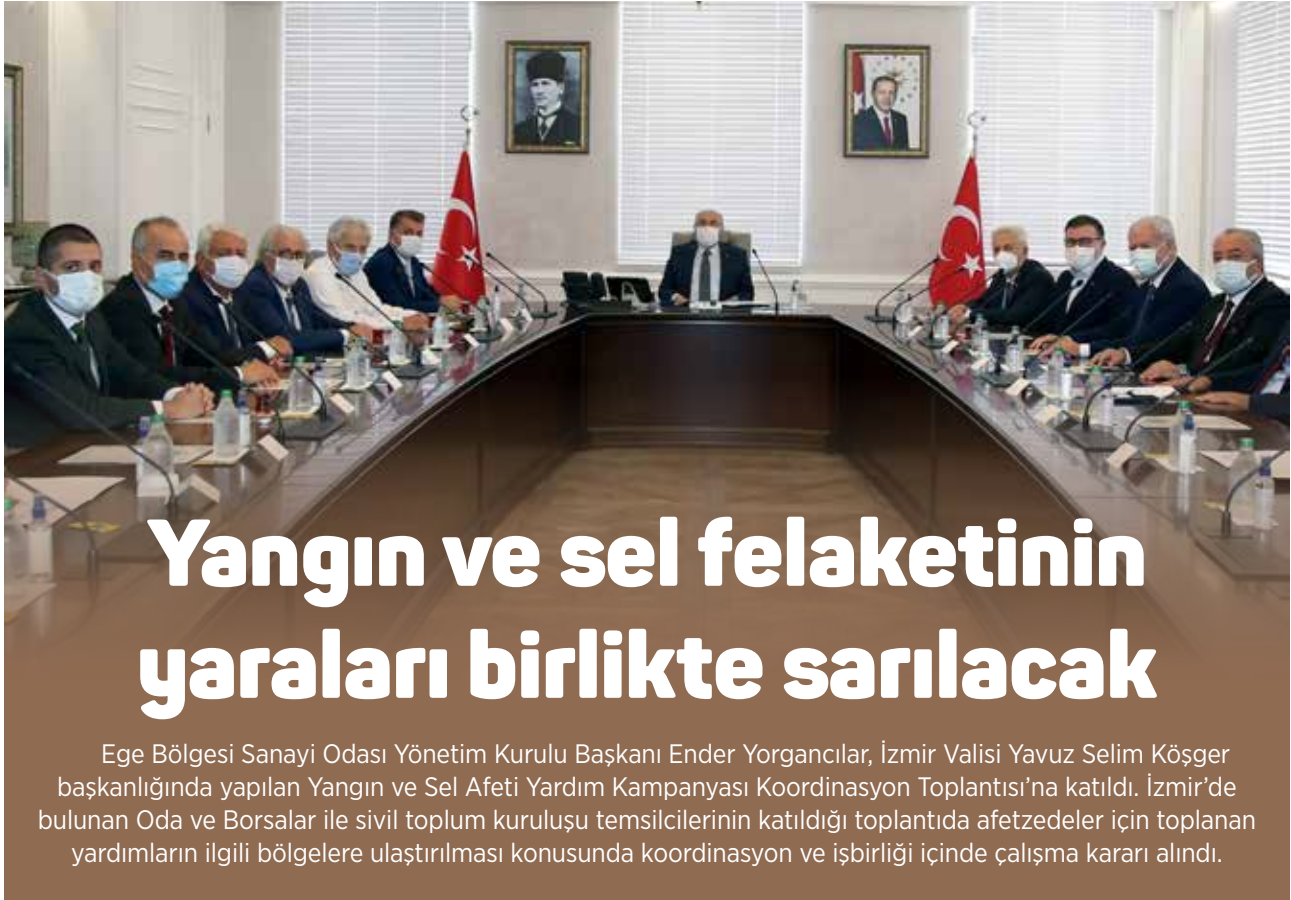 Yangın ve sel felaketinin
yaraları birlikte sarılacak
Ege Bölgesi Sanayi Odası Yönetim Kurulu Başkanı Ender Yorgancılar, İzmir Valisi Yavuz Selim Köşger
başkanlığında yapılan Yangın ve Sel Afeti Yardım Kampanyası Koordinasyon Toplantısı’na katıldı. İzmir’de
bulunan Oda ve Borsalar ile sivil toplum kuruluşu temsilcilerinin katıldığı toplantıda afetzedeler için toplanan
yardımların ilgili bölgelere ulaştırılması konusunda koordinasyon ve işbirliği içinde çalışma kararı alındı.